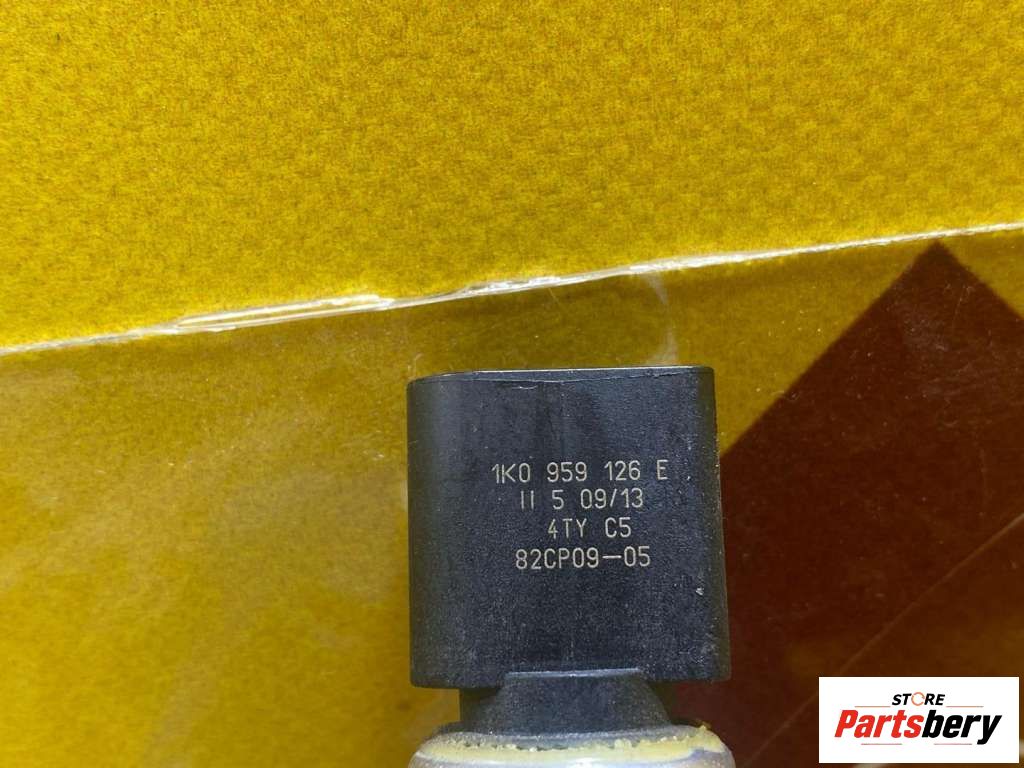 1K0 959 126 E
II 5 09/13
4TY C5
82CP09-05
STORE
Partsbery